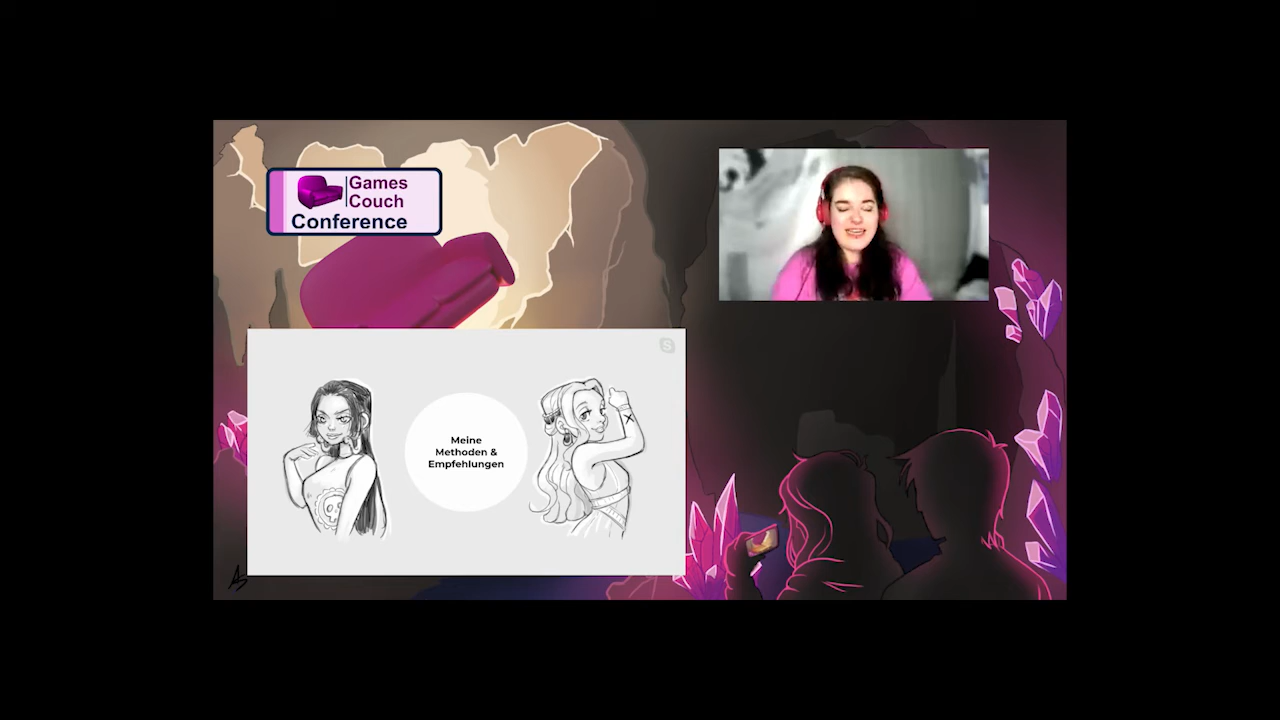 Games
Couch
Conference
S
Meine
Methoden &
Empfehlungen